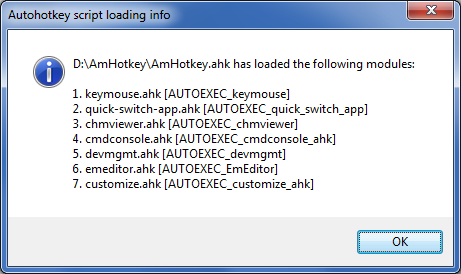 Autohotkey script loading info
D:\AmHotkey\AmHotkey.ahk has loaded the following modules:
1. keymouse.ahk [AUTOEXEC_keymouse]
2. quick-switch-app.ahk [AUTOEXEC_quick_switch_app]
3. chmviewer.ahk [AUTOEXEC_chmviewer]
4. cmdconsole.ahk [AUTOEXEC_cmdconsole_ahk]
5. devmgmt.ahk [AUTOEXEC_devmgmt]
6. emeditor.ahk [AUTOEXEC_EmEditor]
7. customize.ahk [AUTOEXEC_customize_ahk]
OK